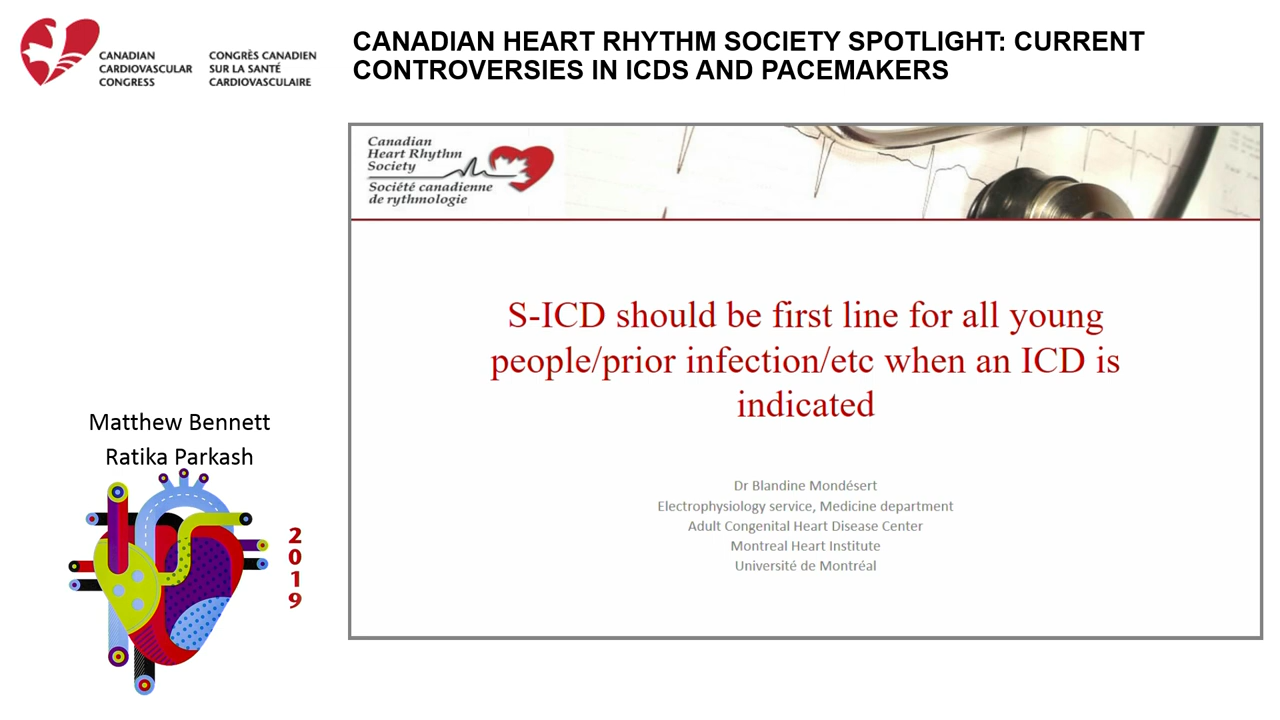 CANADIAN
CARDIOVASCULAR
CONGRESS
CONGRÈS CANADIEN
SUR LA SANTÉ
CARDIOVASCULAIRE
CANADIAN HEART RHYTHM SOCIETY SPOTLIGHT: CURRENT
CONTROVERSIES IN ICDS AND PACEMAKERS
Canadian
Heart Rhythm
Society
Société canadienne
de rythmologie
S-ICD should be first line for all young
people/prior infection/etc when an ICD is
indicated
Dr Blandine Mondésert
Electrophysiology service, Medicine department
Adult Congenital Heart Disease Center
Montreal Heart Institute
Université de Montréal
Matthew Bennett
Ratika Parkash
2
0
1
9